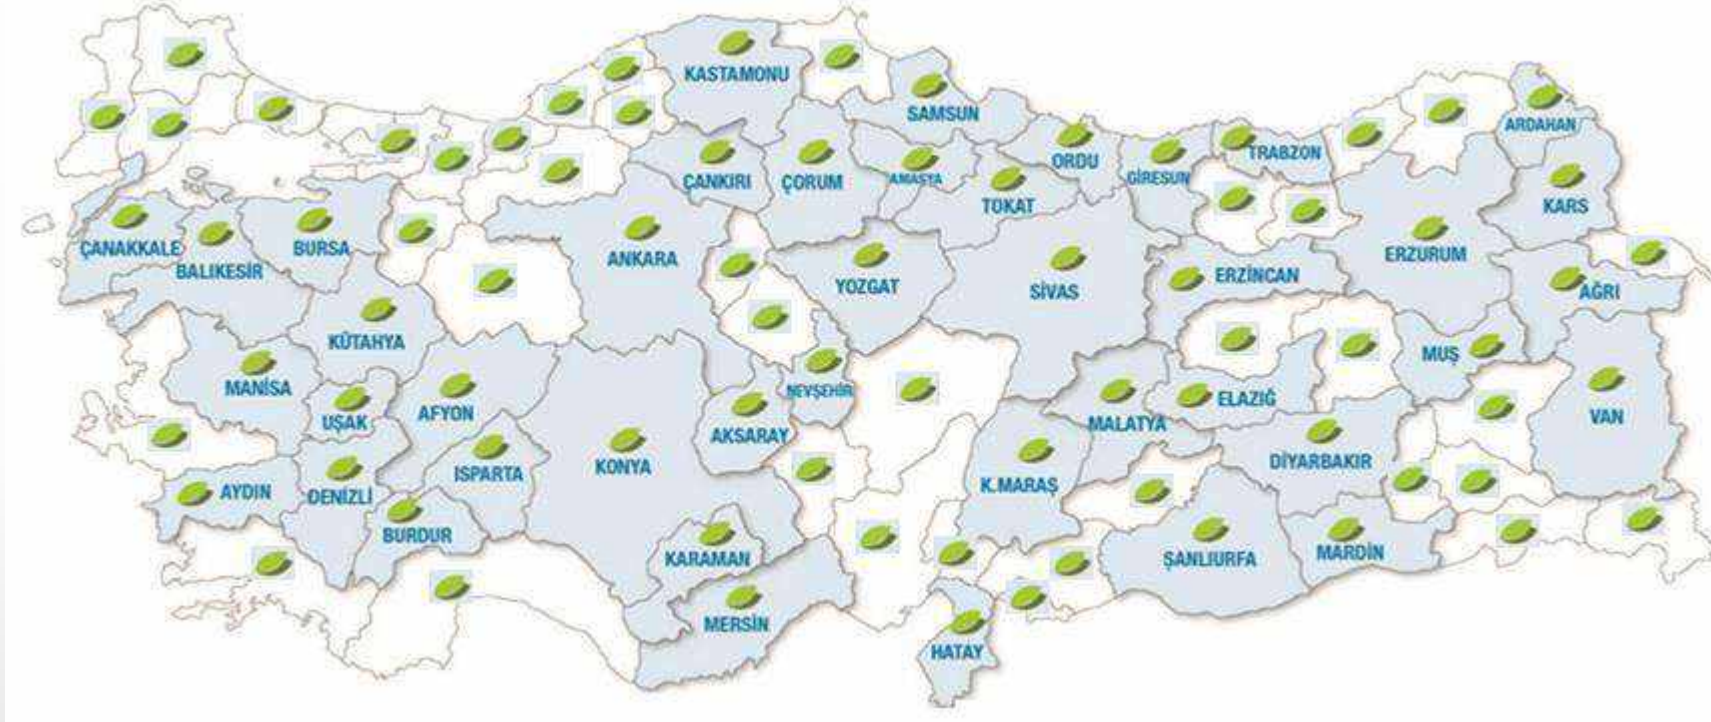 KASTAMONU
SAMSUN
ARDAHAN
ORDU
TRABZON
GİRESUN
ÇANKIRI
ÇORUM
AMASYA
TOKAT
KARS
ÇANAKKALE
BALIKESİR
BURSA
ANKARA
YOZGAT
SİVAS
ERZİNCAN
ERZURUM
AĞRI
KÜTAHYA
MUŞ
MANİSA
UŞAK
AFYON
NEVŞEHİR
AKSARAY
MALATYA
ELAZIĞ
VAN
AYDIN
DENİZLİ
ISPARTA
KONYA
K.MARAŞ
DİYARBAKIR
BURDUR
KARAMAN
ŞANLIURFA
MARDİN
MERSİN
HATAY